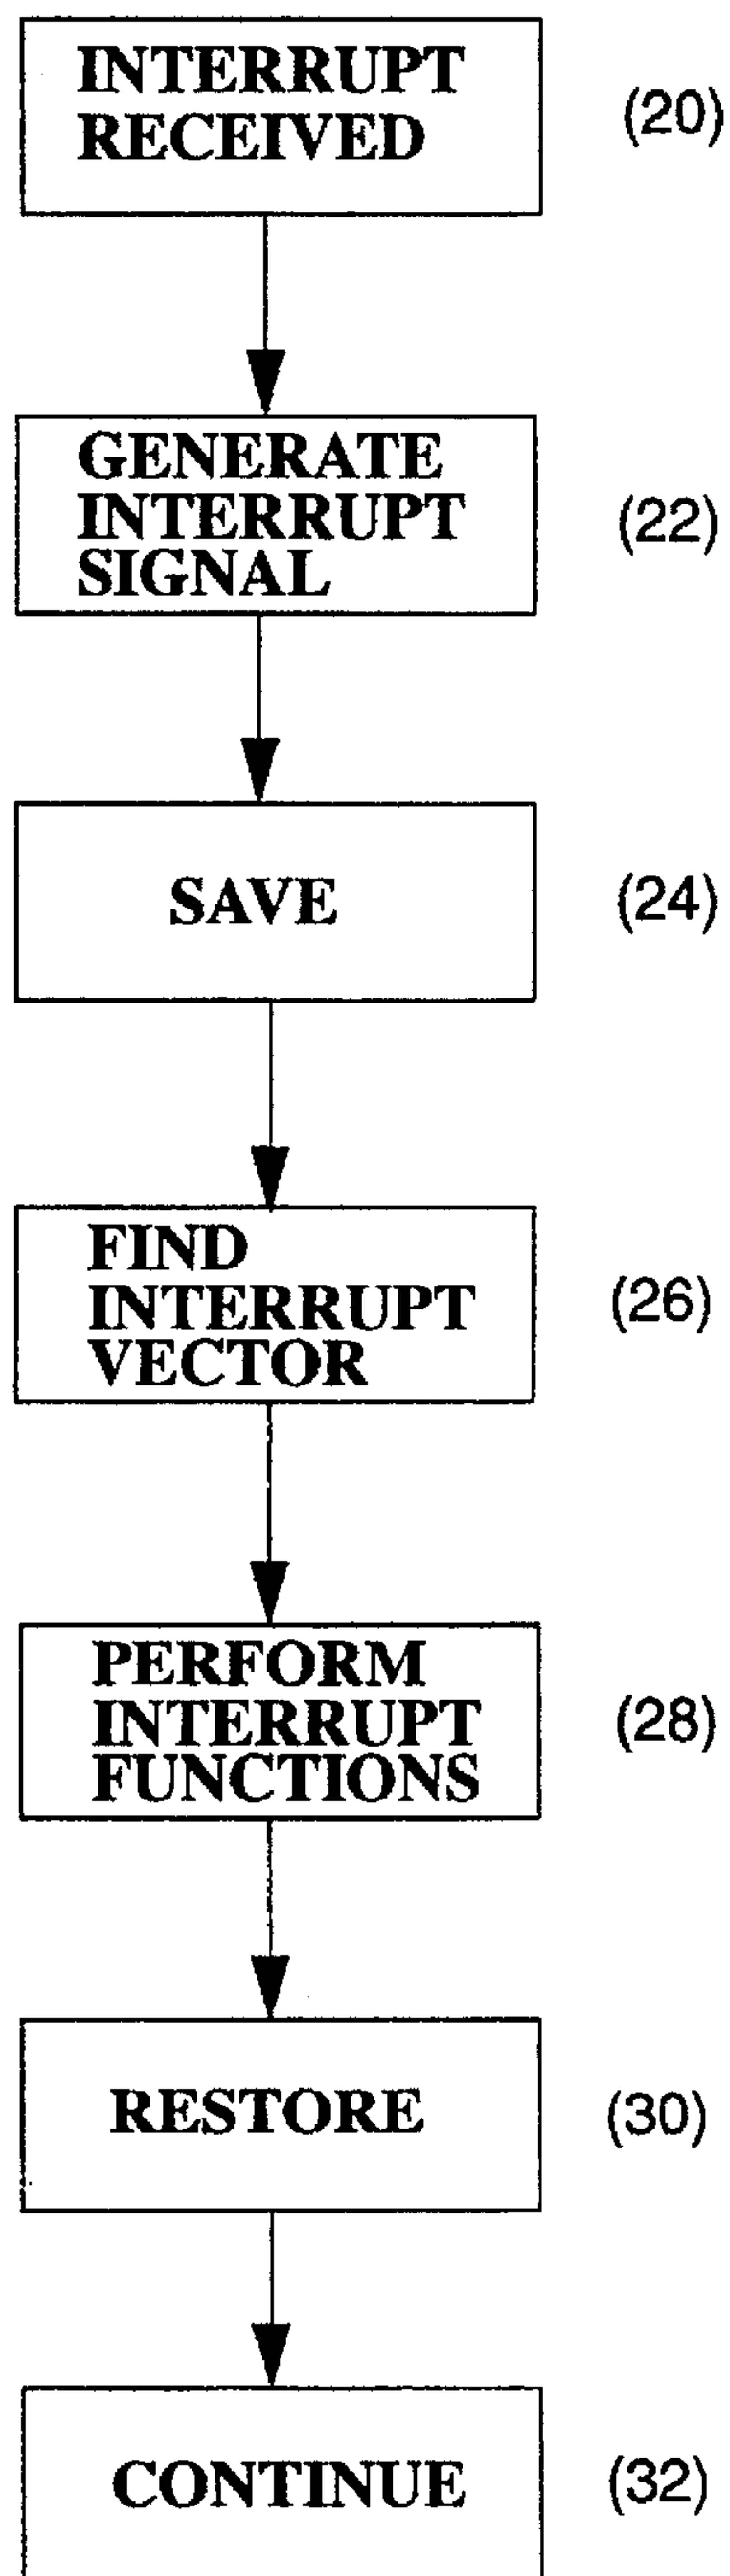 INTERRUPT
RECEIVED
(20)
GENERATE
INTERRUPT
SIGNAL
(22)
SAVE
(24)
FIND
INTERRUPT
VECTOR
(26)
PERFORM
INTERRUPT
FUNCTIONS
(28)
RESTORE
(30)
CONTINUE
(32)